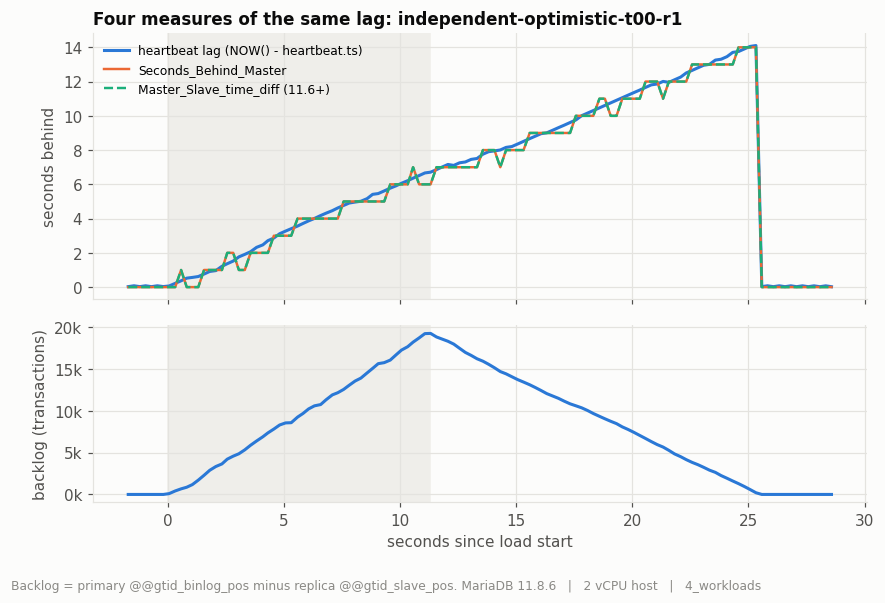 Four measures of the same lag: independent-optimistic-t00-r1
heartbeat lag (NOW() - heartbeat.ts)
Seconds_Behind_Master
Master_Slave_time_diff (11.6+)
seconds behind
14
12
10
8
6
4
2
0
backlog (transactions)
20k
15k
10k
5k
0k
0 5 10 15 20 25 30
seconds since load start
Backlog = primary @@gtid_binlog_pos minus replica @@gtid_slave_pos. MariaDB 11.8.6 | 2 vCPU host | 4_workloads